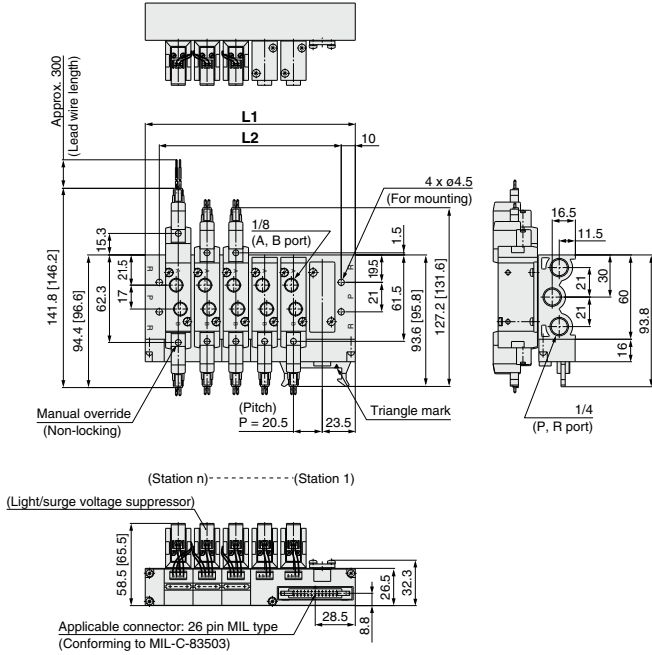 Approx. 300
(Lead wire length)
L1
L2
10
4 x ø4.5
(For mounting)
1/8
(A, B port)
15.3
21.5
17
62.3
94.4 [96.6]
141.8 [146.2]
1.5
19.5
21
61.5
93.6 [95.8]
127.2 [131.6]
R
P
R
R
P
R
16.5
11.5
21
21
30
60
16
93.8
Manual override
(Non-locking)
(Pitch)
P = 20.5
23.5
Triangle mark
1/4
(P, R port)
(Station n)
(Station 1)
(Light/surge voltage suppressor)
58.5 [65.5]
26.5
32.3
28.5
8.8
Applicable connector: 26 pin MIL type
(Conforming to MIL-C-83503)